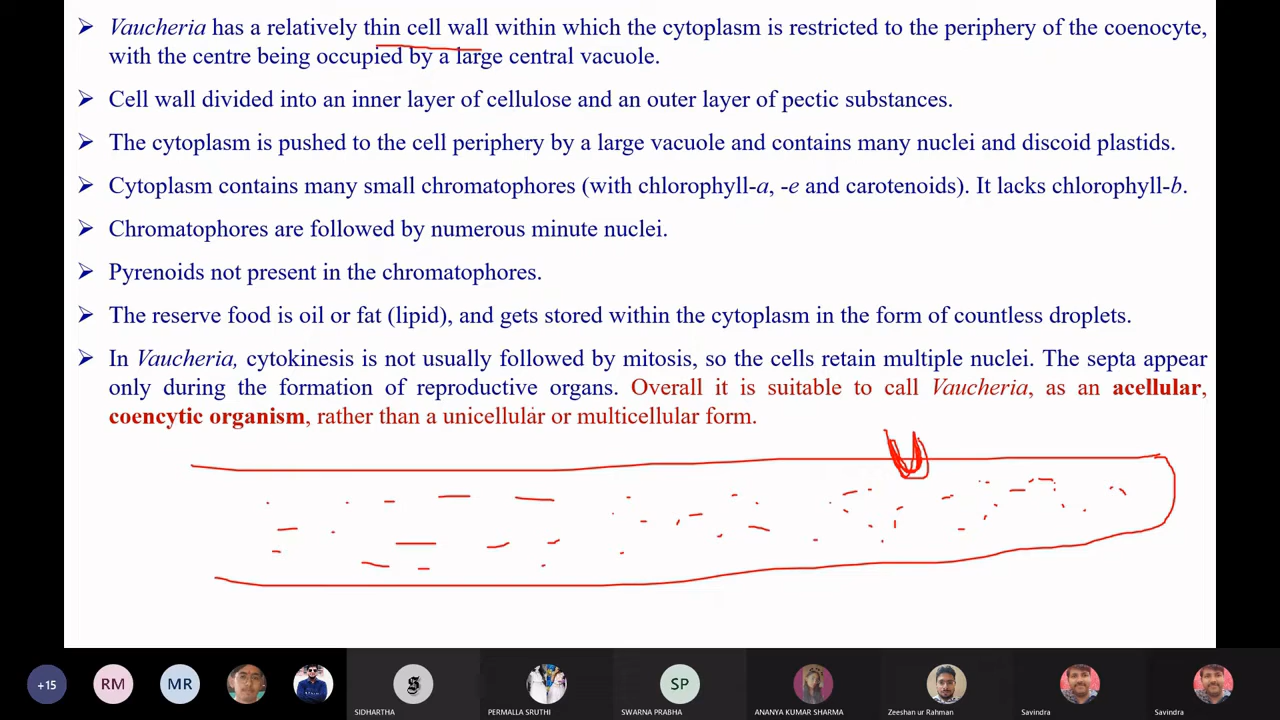 ➢ Vaucheria has a relatively thin cell wall within which the cytoplasm is restricted to the periphery of the coenocyte,
with the centre being occupied by a large central vacuole.
➢ Cell wall divided into an inner layer of cellulose and an outer layer of pectic substances.
➢ The cytoplasm is pushed to the cell periphery by a large vacuole and contains many nuclei and discoid plastids.
➢ Cytoplasm contains many small chromatophores (with chlorophyll-a, -e and carotenoids). It lacks chlorophyll-b.
➢ Chromatophores are followed by numerous minute nuclei.
➢ Pyrenoids not present in the chromatophores.
➢ The reserve food is oil or fat (lipid), and gets stored within the cytoplasm in the form of countless droplets.
➢ In Vaucheria, cytokinesis is not usually followed by mitosis, so the cells retain multiple nuclei. The septa appear
only during the formation of reproductive organs. Overall it is suitable to call Vaucheria, as an acellular,
coencytic organism, rather than a unicellular or multicellular form.
+15 RM MR S SP
SIDHARTHA PERMALLA SRUTHI SWARNA PRABHA ANANYA KUMAR SHARMA Zeeshan ur Rahman Savindra Savindra